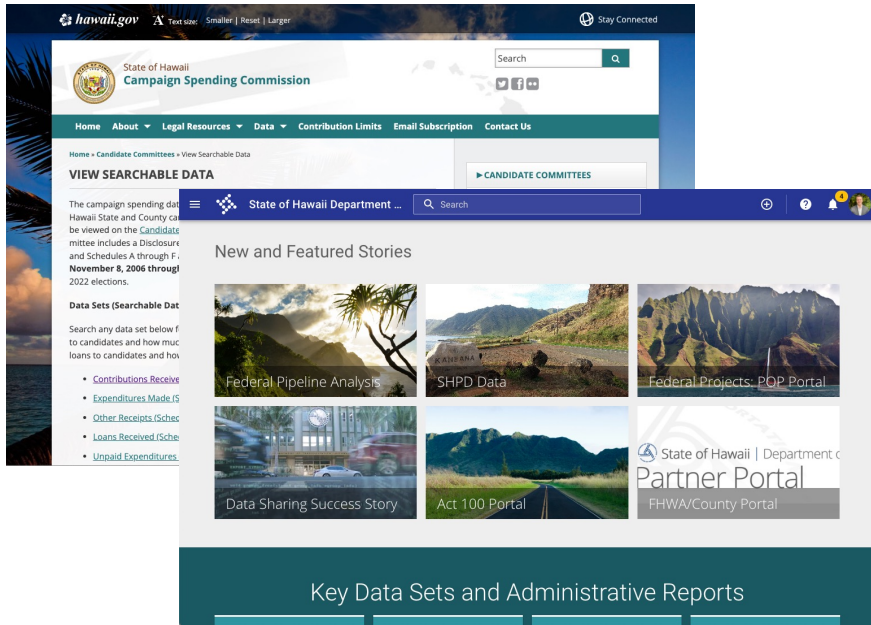 hawaii.gov
Text size: Smaller | Reset | Larger
Stay Connected
State of Hawaii
Campaign Spending Commission
Search
Home About Legal Resources Data Contribution Limits Email Subscription Contact Us
Home » Candidate Committees » View Searchable Data
VIEW SEARCHABLE DATA
CANDIDATE COMMITTEES
The campaign spending dat
Hawaii State and County ca
be viewed on the Candidate
mittee includes a Disclosure
and Schedules A through F
November 8, 2006 throug
2022 elections.
Data Sets (Searchable Dat
Search any data set below f
to candidates and how muc
loans to candidates and how
Contributions Receive
Expenditures Made (S
Other Receipts (Sched
Loans Received (Sche
Unpaid Expenditures
State of Hawaii Department ...
Search
4
New and Featured Stories
Federal Pipeline Analysis
SHPD Data
Federal Projects: POP Portal
Data Sharing Success Story
Act 100 Portal
State of Hawaii | Department
Partner Portal
FHWA/County Portal
Key Data Sets and Administrative Reports